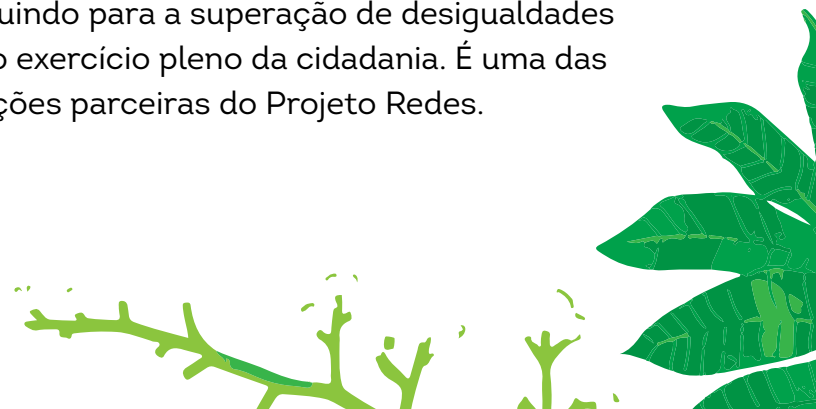 uindo para a superação de desigualdades
o exercício pleno da cidadania. É uma das
ções parceiras do Projeto Redes.